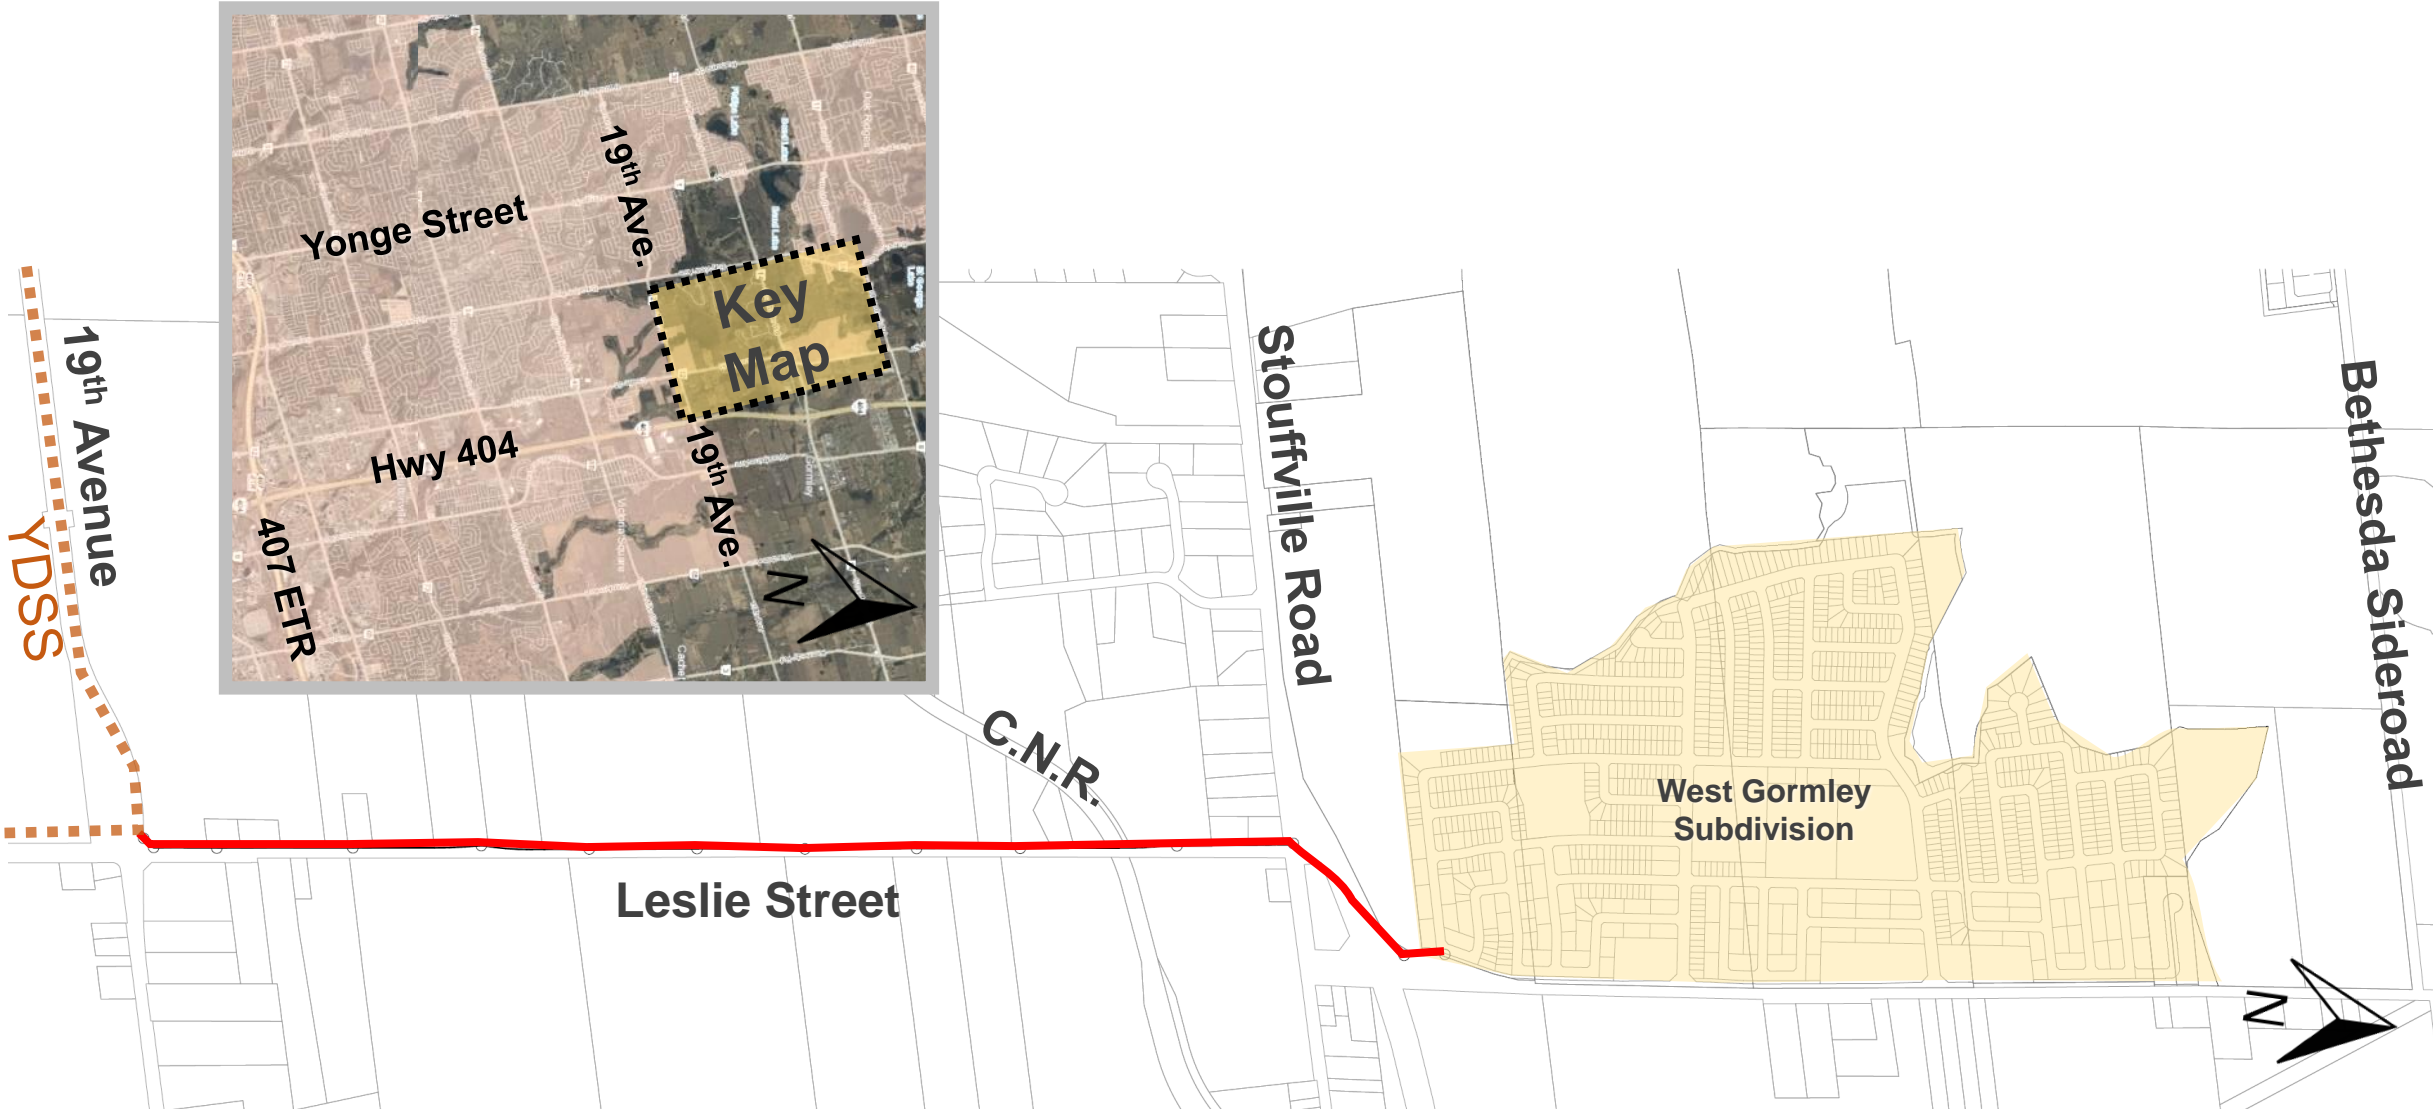 19th Avenue
YDSS
Yonge Street
19th Ave.
Key
Map
Hwy 404
19th Ave.
407 ETR
N
C.N.R.
Stouffville Road
Leslie Street
West Gormley
Subdivision
Bethesda Sideroad
N